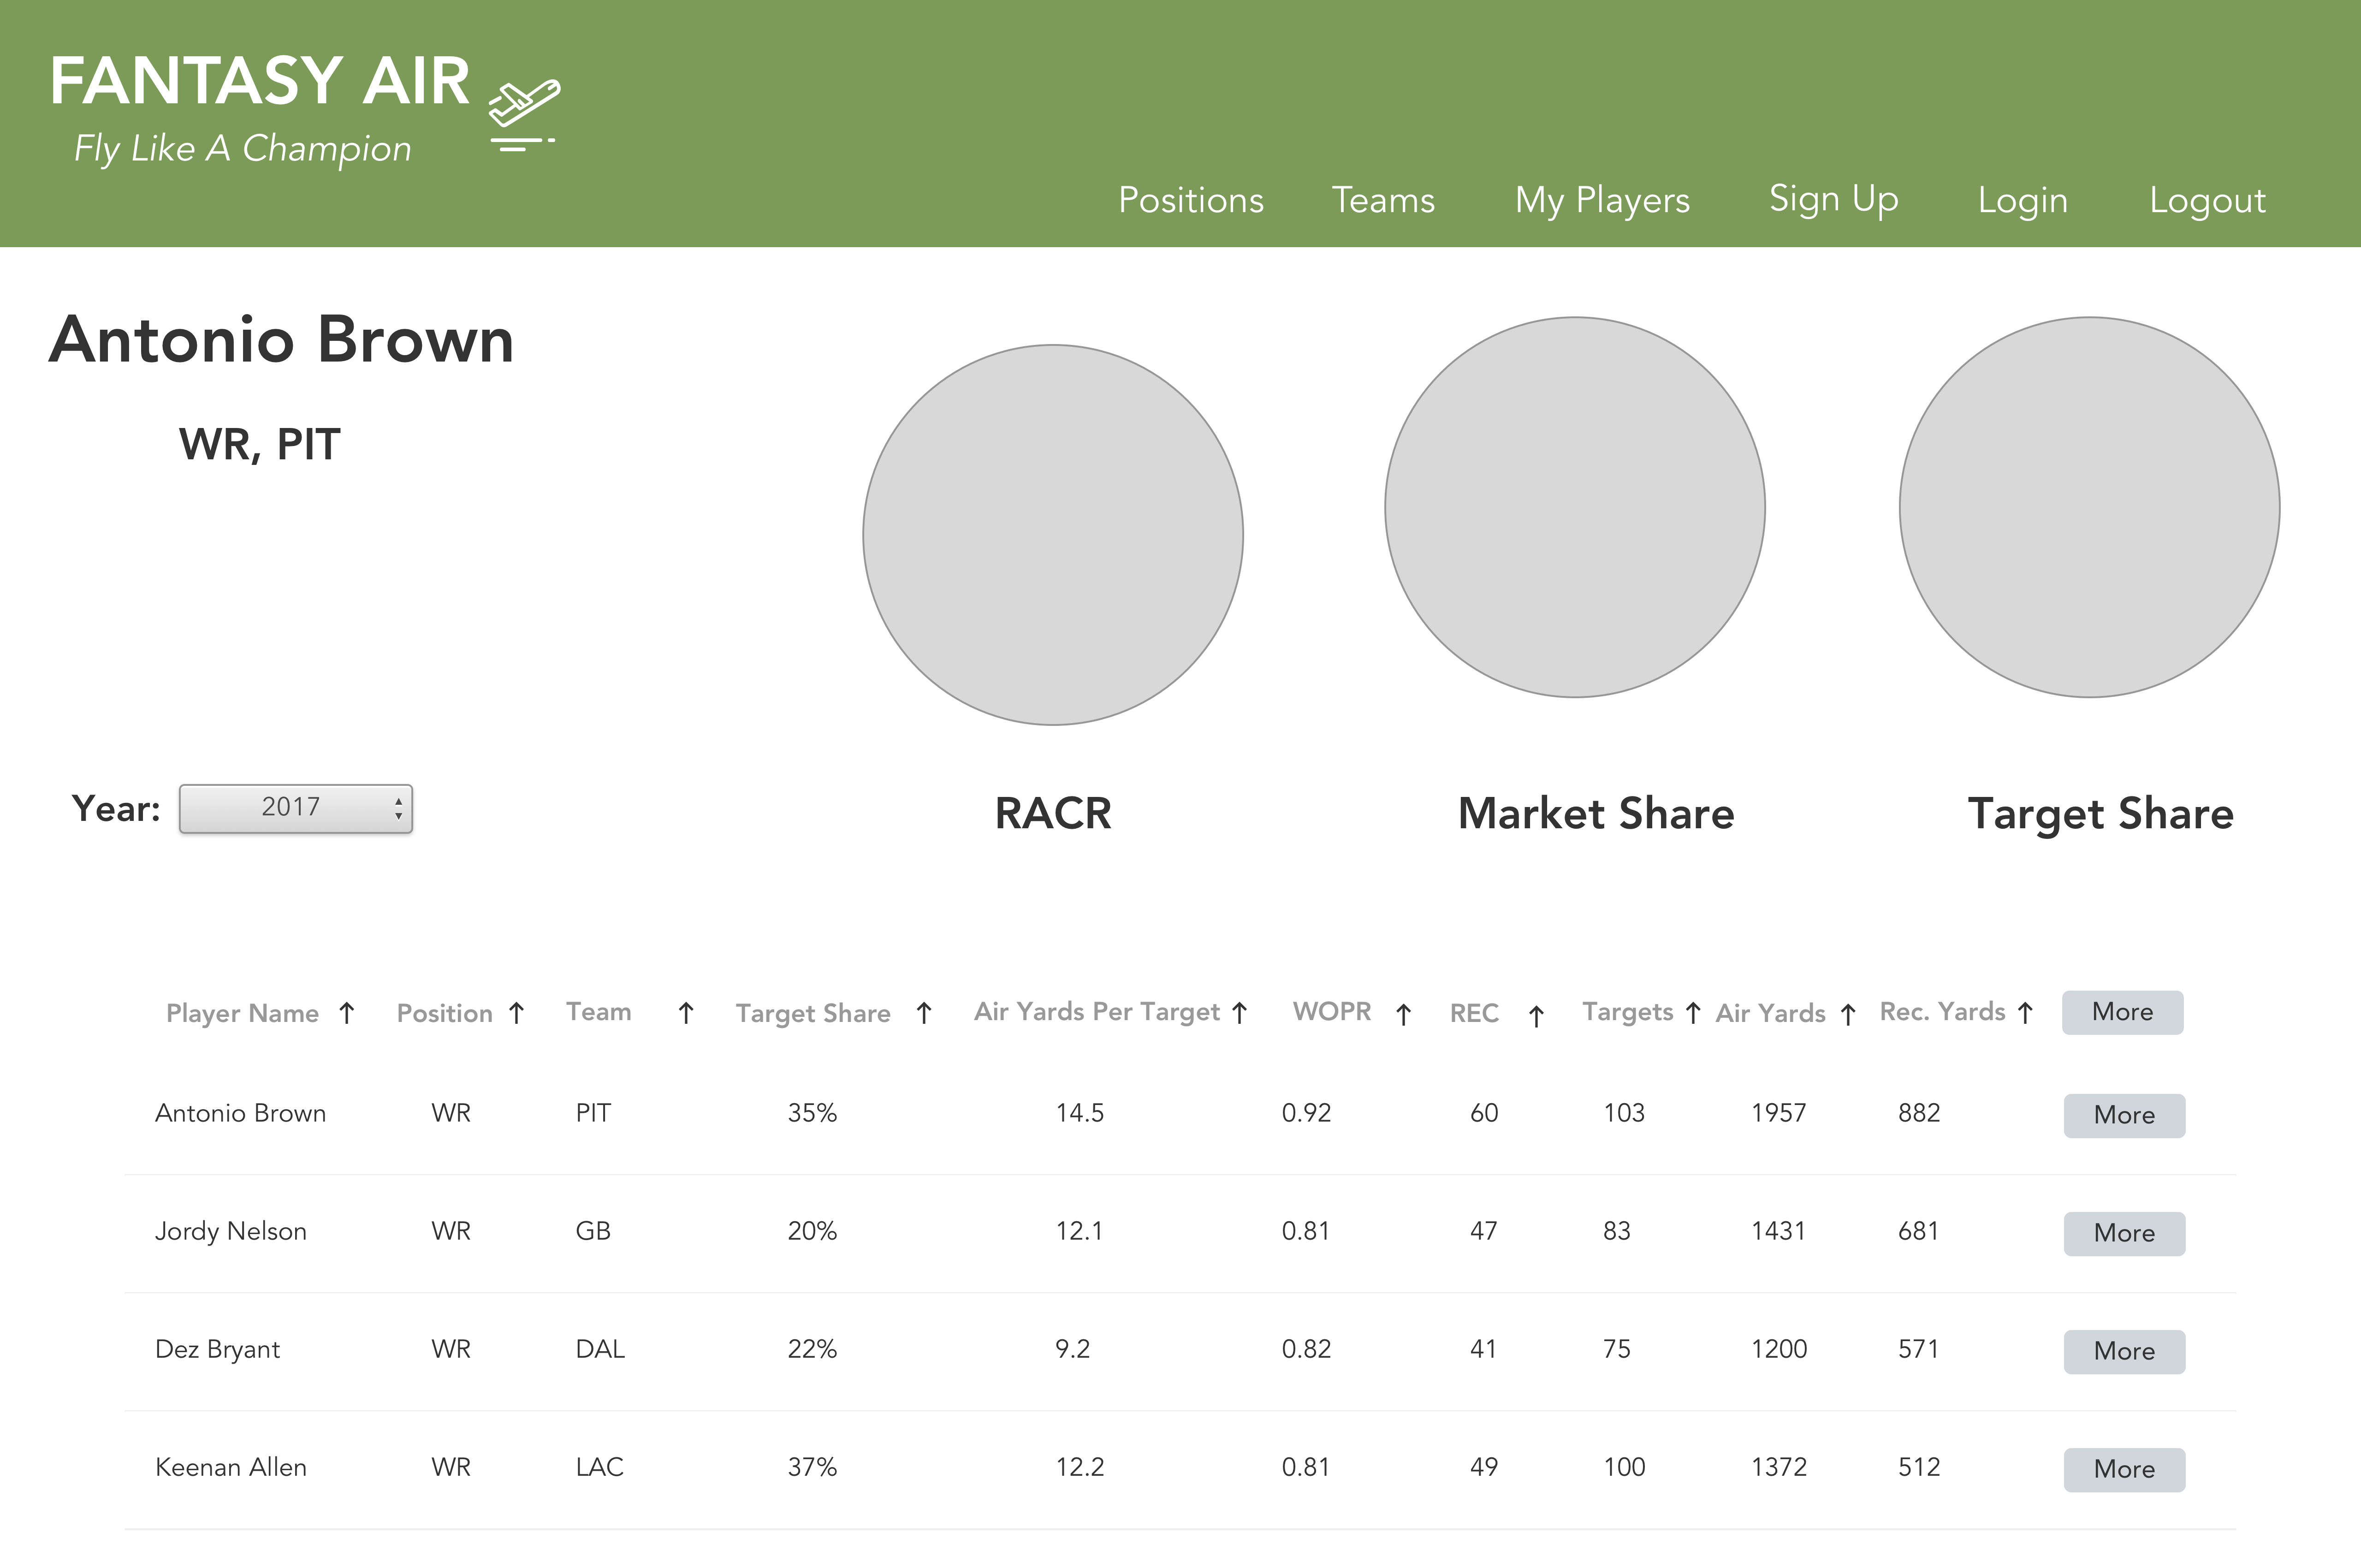 FANTASY AIR
Fly Like A Champion
Positions Teams My Players Sign Up Login Logout
Antonio Brown
WR, PIT
Year: 2017
RACR Market Share Target Share
Player Name ↑ Position ↑ Team ↑ Target Share ↑ Air Yards Per Target ↑ WOPR ↑ REC ↑ Targets ↑ Air Yards ↑ Rec. Yards ↑ More
Antonio Brown WR PIT 35% 14.5 0.92 60 103 1957 882 More
Jordy Nelson WR GB 20% 12.1 0.81 47 83 1431 681 More
Dez Bryant WR DAL 22% 9.2 0.82 41 75 1200 571 More
Keenan Allen WR LAC 37% 12.2 0.81 49 100 1372 512 More